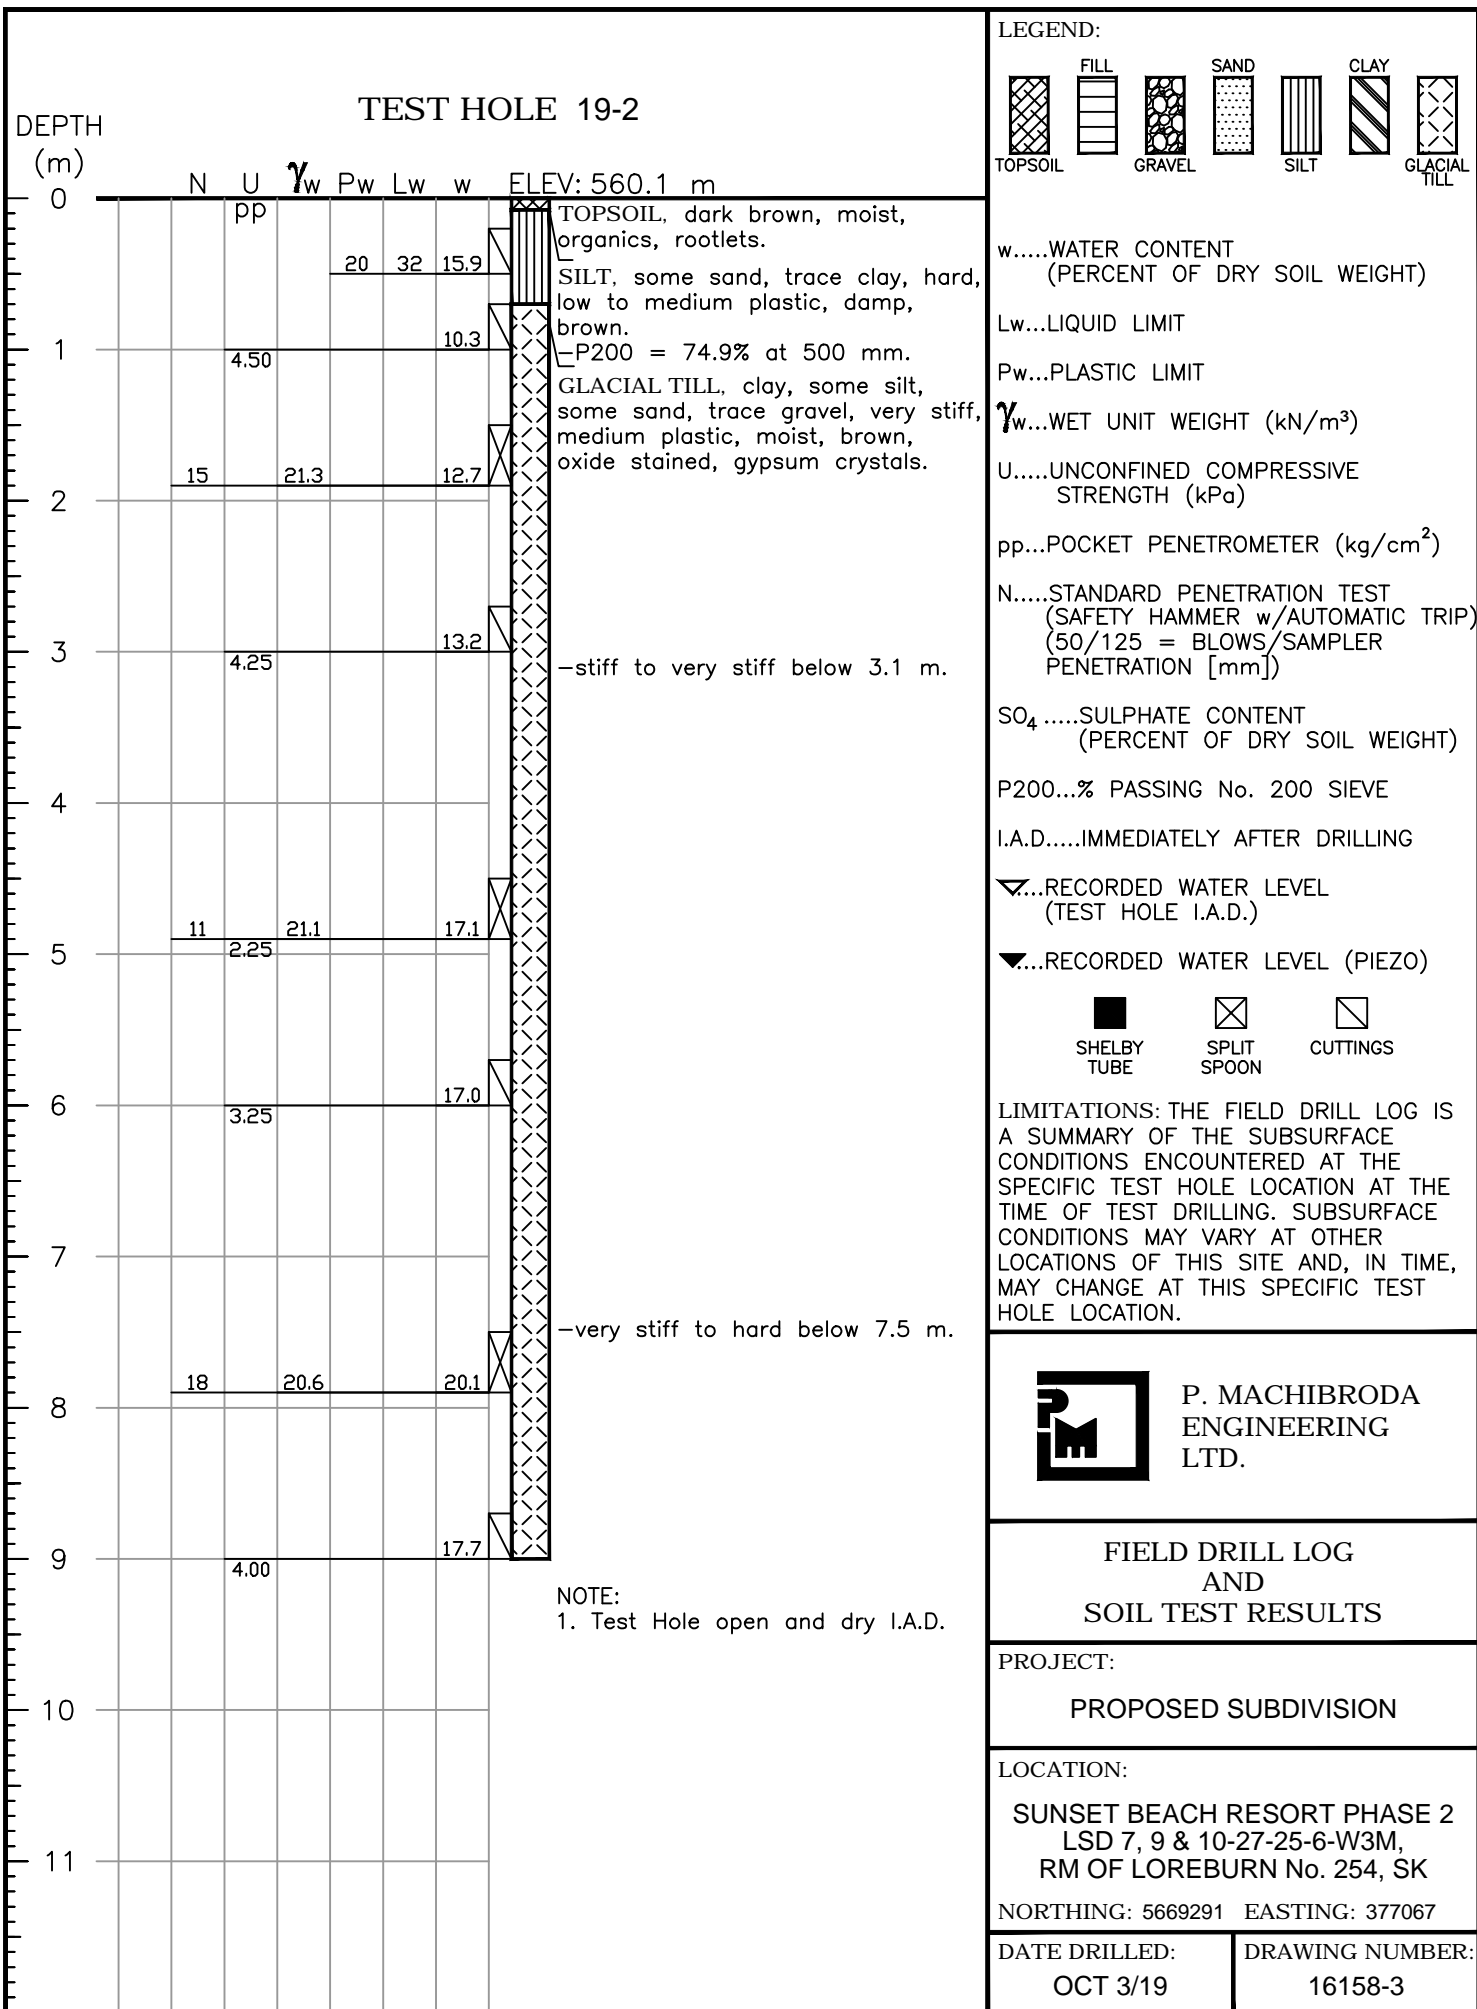 TEST HOLE 19-2
DEPTH
(m)
N U γw Pw Lw w ELEV: 560.1 m
0
pp
TOPSOIL, dark brown, moist,
organics, rootlets.
20 32 15.9
SILT, some sand, trace clay, hard,
low to medium plastic, damp,
brown.
10.3
-P200 = 74.9% at 500 mm.
1
4.50
GLACIAL TILL, clay, some silt,
some sand, trace gravel, very stiff,
medium plastic, moist, brown,
oxide stained, gypsum crystals.
15 21.3 12.7
2
13.2
3
4.25
-stiff to very stiff below 3.1 m.
4
11 21.1 17.1
2.25
5
17.0
6
3.25
7
-very stiff to hard below 7.5 m.
18 20.6 20.1
8
17.7
9
4.00
NOTE:
1. Test Hole open and dry I.A.D.
10
11
LEGEND:
FILL SAND CLAY
TOPSOIL GRAVEL SILT GLACIAL
TILL
w.....WATER CONTENT
(PERCENT OF DRY SOIL WEIGHT)
Lw...LIQUID LIMIT
Pw...PLASTIC LIMIT
γw...WET UNIT WEIGHT (kN/m³)
U.....UNCONFINED COMPRESSIVE
STRENGTH (kPa)
pp...POCKET PENETROMETER (kg/cm²)
N.....STANDARD PENETRATION TEST
(SAFETY HAMMER w/AUTOMATIC TRIP)
(50/125 = BLOWS/SAMPLER
PENETRATION [mm])
SO₄.....SULPHATE CONTENT
(PERCENT OF DRY SOIL WEIGHT)
P200...% PASSING No. 200 SIEVE
I.A.D.....IMMEDIATELY AFTER DRILLING
....RECORDED WATER LEVEL
(TEST HOLE I.A.D.)
....RECORDED WATER LEVEL (PIEZO)
SHELBY SPLIT CUTTINGS
TUBE SPOON
LIMITATIONS: THE FIELD DRILL LOG IS
A SUMMARY OF THE SUBSURFACE
CONDITIONS ENCOUNTERED AT THE
SPECIFIC TEST HOLE LOCATION AT THE
TIME OF TEST DRILLING. SUBSURFACE
CONDITIONS MAY VARY AT OTHER
LOCATIONS OF THIS SITE AND, IN TIME,
MAY CHANGE AT THIS SPECIFIC TEST
HOLE LOCATION.
PM
P. MACHIBRODA
ENGINEERING
LTD.
FIELD DRILL LOG
AND
SOIL TEST RESULTS
PROJECT:
PROPOSED SUBDIVISION
LOCATION:
SUNSET BEACH RESORT PHASE 2
LSD 7, 9 & 10-27-25-6-W3M,
RM OF LOREBURN No. 254, SK
NORTHING: 5669291 EASTING: 377067
DATE DRILLED: DRAWING NUMBER:
OCT 3/19 16158-3